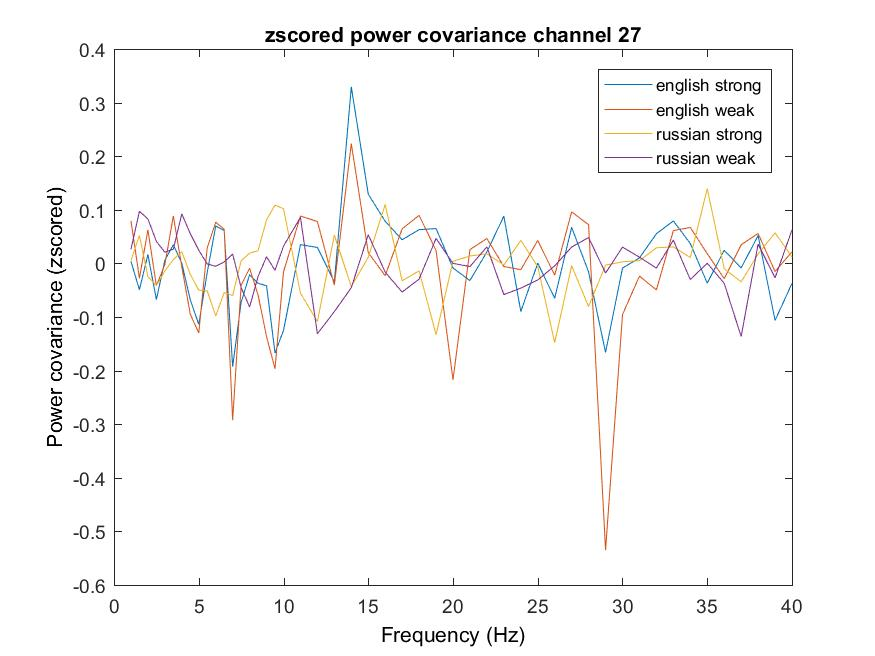 zscored power covariance channel 27
0.4
0.3
0.2
0.1
0
-0.1
-0.2
-0.3
-0.4
-0.5
-0.6
Power covariance (zscored)
english strong
english weak
russian strong
russian weak
0 5 10 15 20 25 30 35 40
Frequency (Hz)